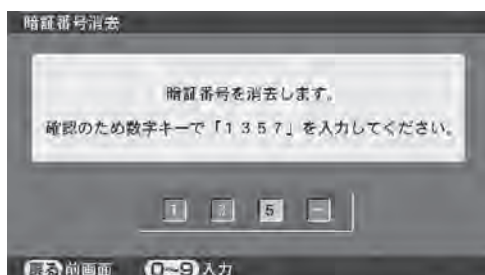 暗証番号消去
暗証番号を消去します。
確認のため数字キーで「1357」を入力してください。
1 3 5 －
戻る 前画面 0～9 入力